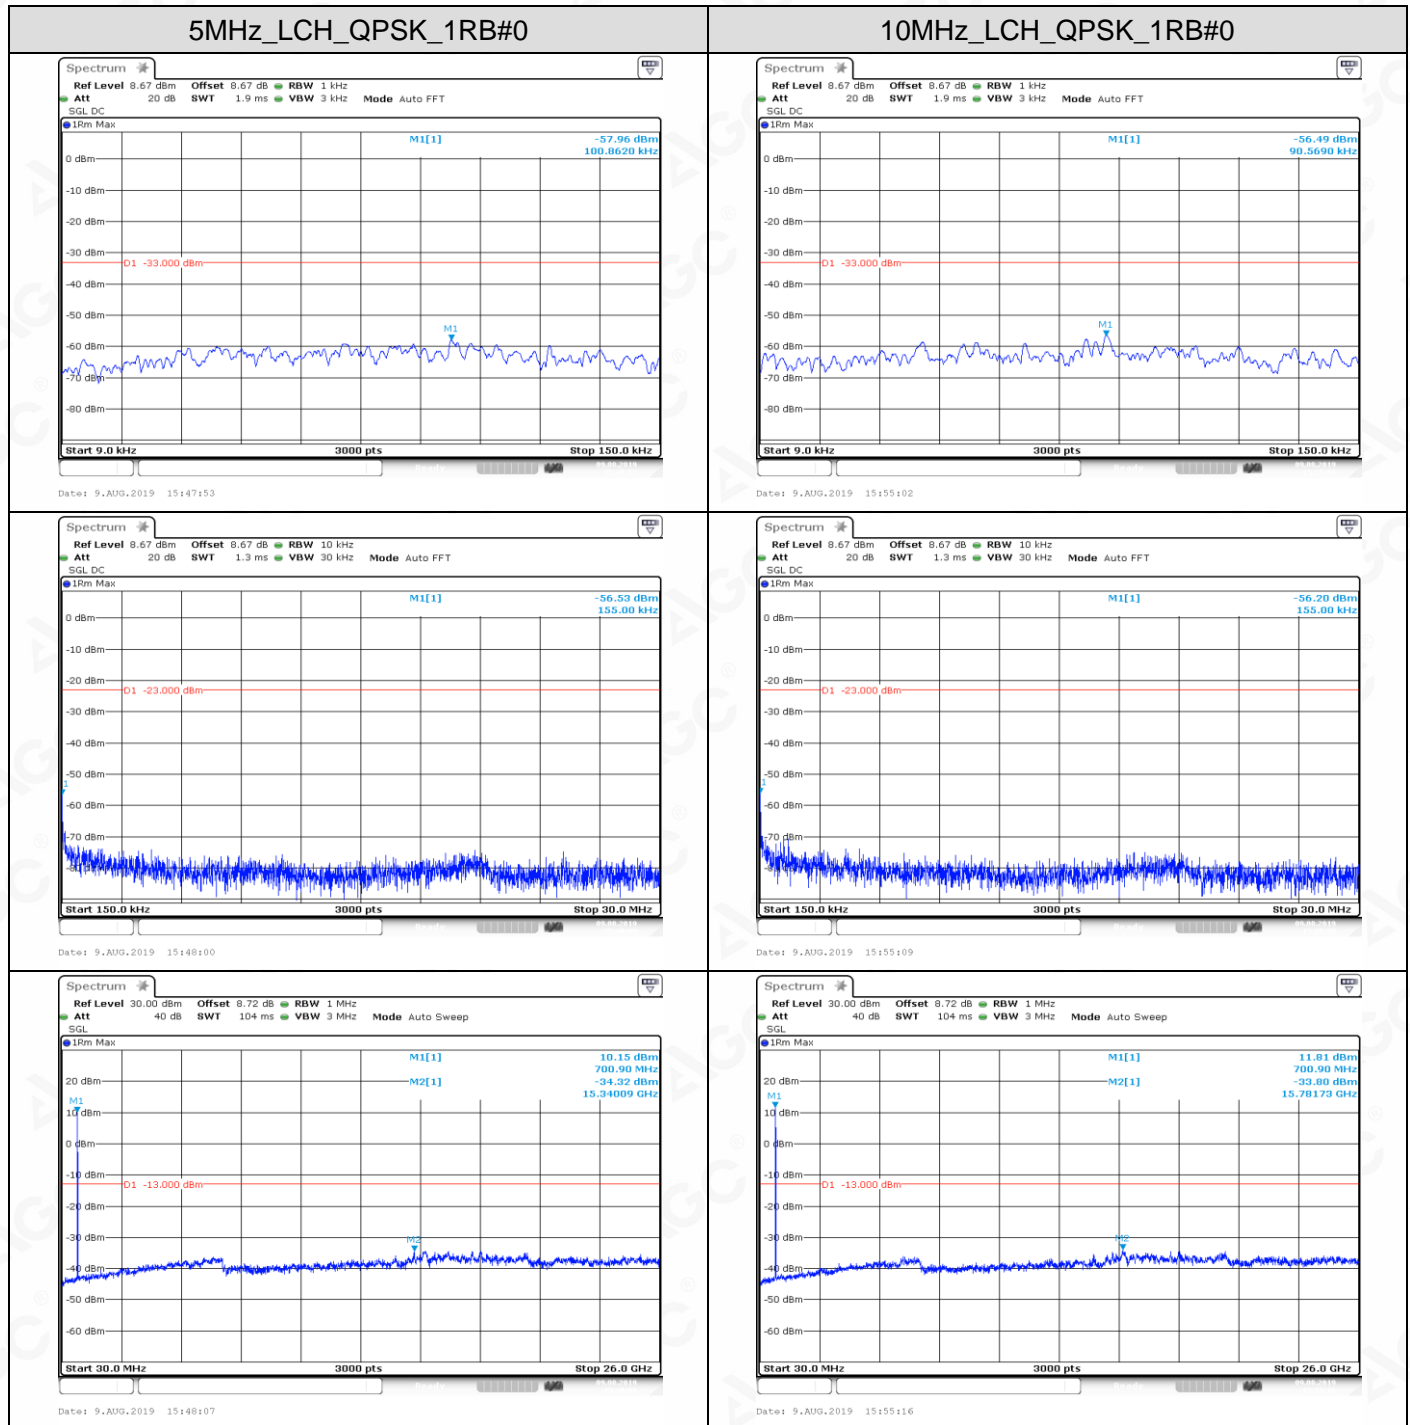 5MHz_LCH_QPSK_1RB#0
10MHz_LCH_QPSK_1RB#0
Spectrum
Ref Level 8.67 dBm Offset 8.67 dB RBW 1 kHz
Att 20 dB SWT 1.9 ms VBW 3 kHz Mode Auto FFT
SGL DC
1Rm Max
M1[1] -57.96 dBm
100.8620 kHz
0 dBm
-10 dBm
-20 dBm
-30 dBm
D1 -33.000 dBm
-40 dBm
-50 dBm
M1
-60 dBm
-70 dBm
-80 dBm
Start 9.0 kHz 3000 pts Stop 150.0 kHz
Date: 9.AUG.2019 15:47:53
Spectrum
Ref Level 8.67 dBm Offset 8.67 dB RBW 1 kHz
Att 20 dB SWT 1.9 ms VBW 3 kHz Mode Auto FFT
SGL DC
1Rm Max
M1[1] -56.49 dBm
90.5690 kHz
0 dBm
-10 dBm
-20 dBm
-30 dBm
D1 -33.000 dBm
-40 dBm
-50 dBm
M1
-60 dBm
-70 dBm
-80 dBm
Start 9.0 kHz 3000 pts Stop 150.0 kHz
Date: 9.AUG.2019 15:55:02
Spectrum
Ref Level 8.67 dBm Offset 8.67 dB RBW 10 kHz
Att 20 dB SWT 1.3 ms VBW 30 kHz Mode Auto FFT
SGL DC
1Rm Max
M1[1] -56.53 dBm
155.00 kHz
0 dBm
-10 dBm
-20 dBm
D1 -23.000 dBm
-30 dBm
-40 dBm
-50 dBm
-60 dBm
-70 dBm
Start 150.0 kHz 3000 pts Stop 30.0 MHz
Date: 9.AUG.2019 15:48:00
Spectrum
Ref Level 8.67 dBm Offset 8.67 dB RBW 10 kHz
Att 20 dB SWT 1.3 ms VBW 30 kHz Mode Auto FFT
SGL DC
1Rm Max
M1[1] -56.20 dBm
155.00 kHz
0 dBm
-10 dBm
-20 dBm
D1 -23.000 dBm
-30 dBm
-40 dBm
-50 dBm
-60 dBm
-70 dBm
Start 150.0 kHz 3000 pts Stop 30.0 MHz
Date: 9.AUG.2019 15:55:09
Spectrum
Ref Level 30.00 dBm Offset 8.72 dB RBW 1 MHz
Att 40 dB SWT 104 ms VBW 3 MHz Mode Auto Sweep
SGL
1Rm Max
M1[1] 10.15 dBm
700.90 MHz
20 dBm M2[1] -34.32 dBm
15.34009 GHz
M1
10 dBm
0 dBm
-10 dBm
D1 -13.000 dBm
-20 dBm
-30 dBm
M2
-40 dBm
-50 dBm
-60 dBm
Start 30.0 MHz 3000 pts Stop 26.0 GHz
Date: 9.AUG.2019 15:48:07
Spectrum
Ref Level 30.00 dBm Offset 8.72 dB RBW 1 MHz
Att 40 dB SWT 104 ms VBW 3 MHz Mode Auto Sweep
SGL
1Rm Max
M1[1] 11.81 dBm
700.90 MHz
20 dBm M2[1] -33.80 dBm
15.78173 GHz
M1
10 dBm
0 dBm
-10 dBm
D1 -13.000 dBm
-20 dBm
-30 dBm
M2
-40 dBm
-50 dBm
-60 dBm
Start 30.0 MHz 3000 pts Stop 26.0 GHz
Date: 9.AUG.2019 15:55:16